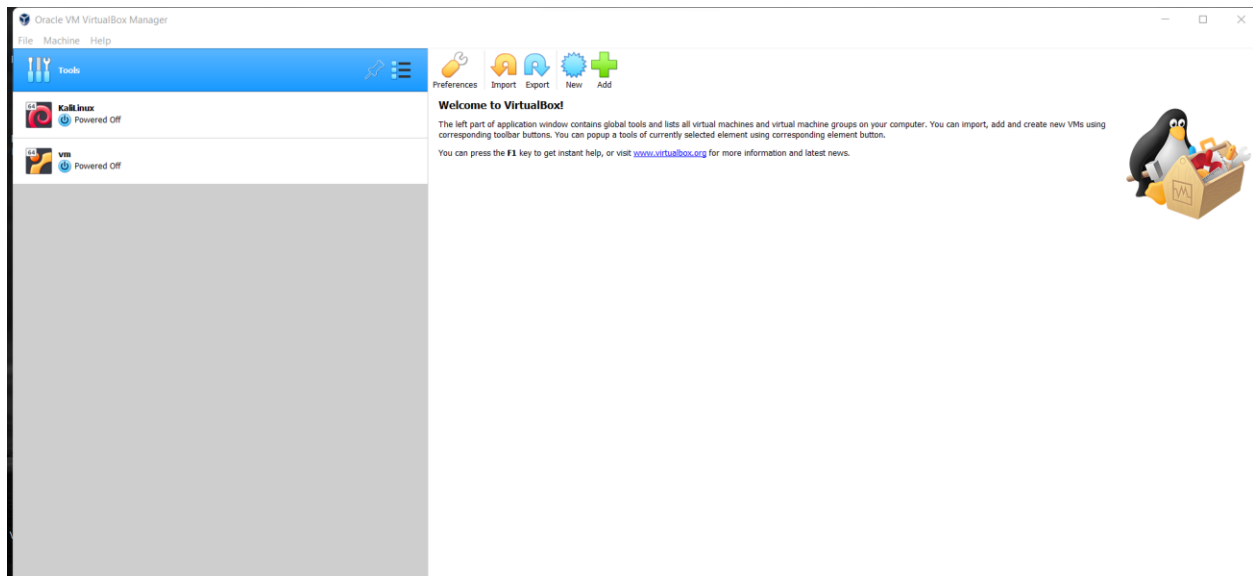 Oracle VM VirtualBox Manager
File Machine Help
Tools
Preferences Import Export New Add
64
KaliLinux
Powered Off
64
vm
Powered Off
Welcome to VirtualBox!
The left part of application window contains global tools and lists all virtual machines and virtual machine groups on your computer. You can import, add and create new VMs using
corresponding toolbar buttons. You can popup a tools of currently selected element using corresponding element button.
You can press the F1 key to get instant help, or visit www.virtualbox.org for more information and latest news.